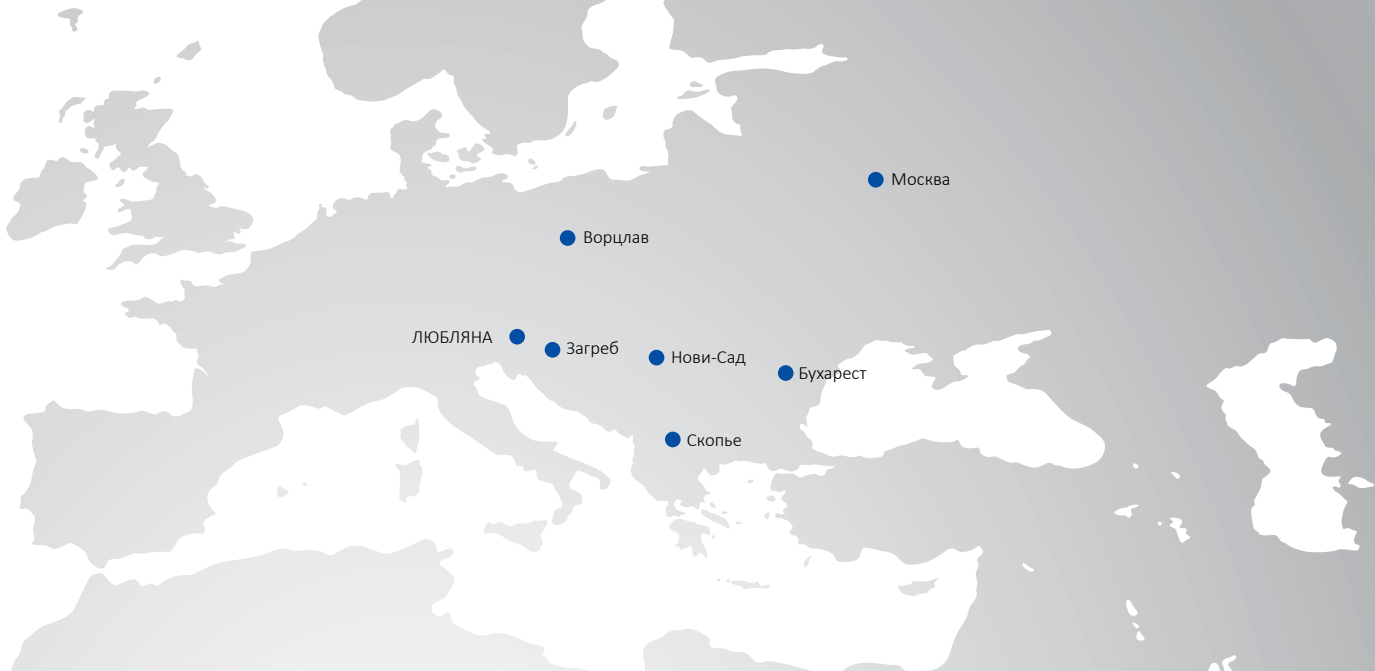 Москва
Ворцлав
ЛЮБЛЯНА
Загреб
Нови-Сад
Бухарест
Скопье